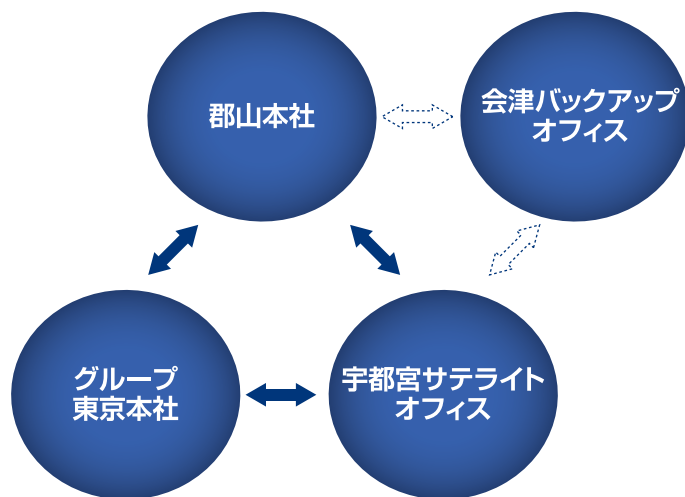 郡山本社
会津バックアップ
オフィス
グループ
東京本社
宇都宮サテライト
オフィス